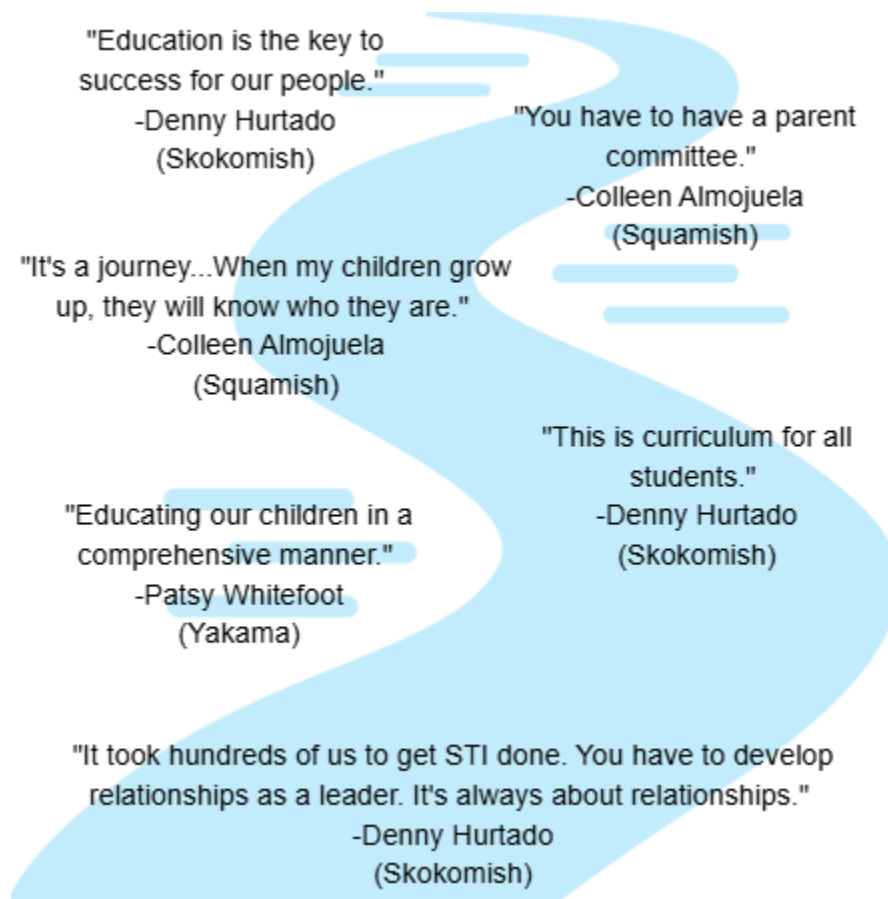 "Education is the key to
success for our people."
-Denny Hurtado
(Skokomish)
"You have to have a parent
committee."
-Colleen Almojuela
(Squamish)
"It's a journey...When my children grow
up, they will know who they are."
-Colleen Almojuela
(Squamish)
"This is curriculum for all
students."
-Denny Hurtado
(Skokomish)
"Educating our children in a
comprehensive manner."
-Patsy Whitefoot
(Yakama)
"It took hundreds of us to get STI done. You have to develop
relationships as a leader. It's always about relationships."
-Denny Hurtado
(Skokomish)